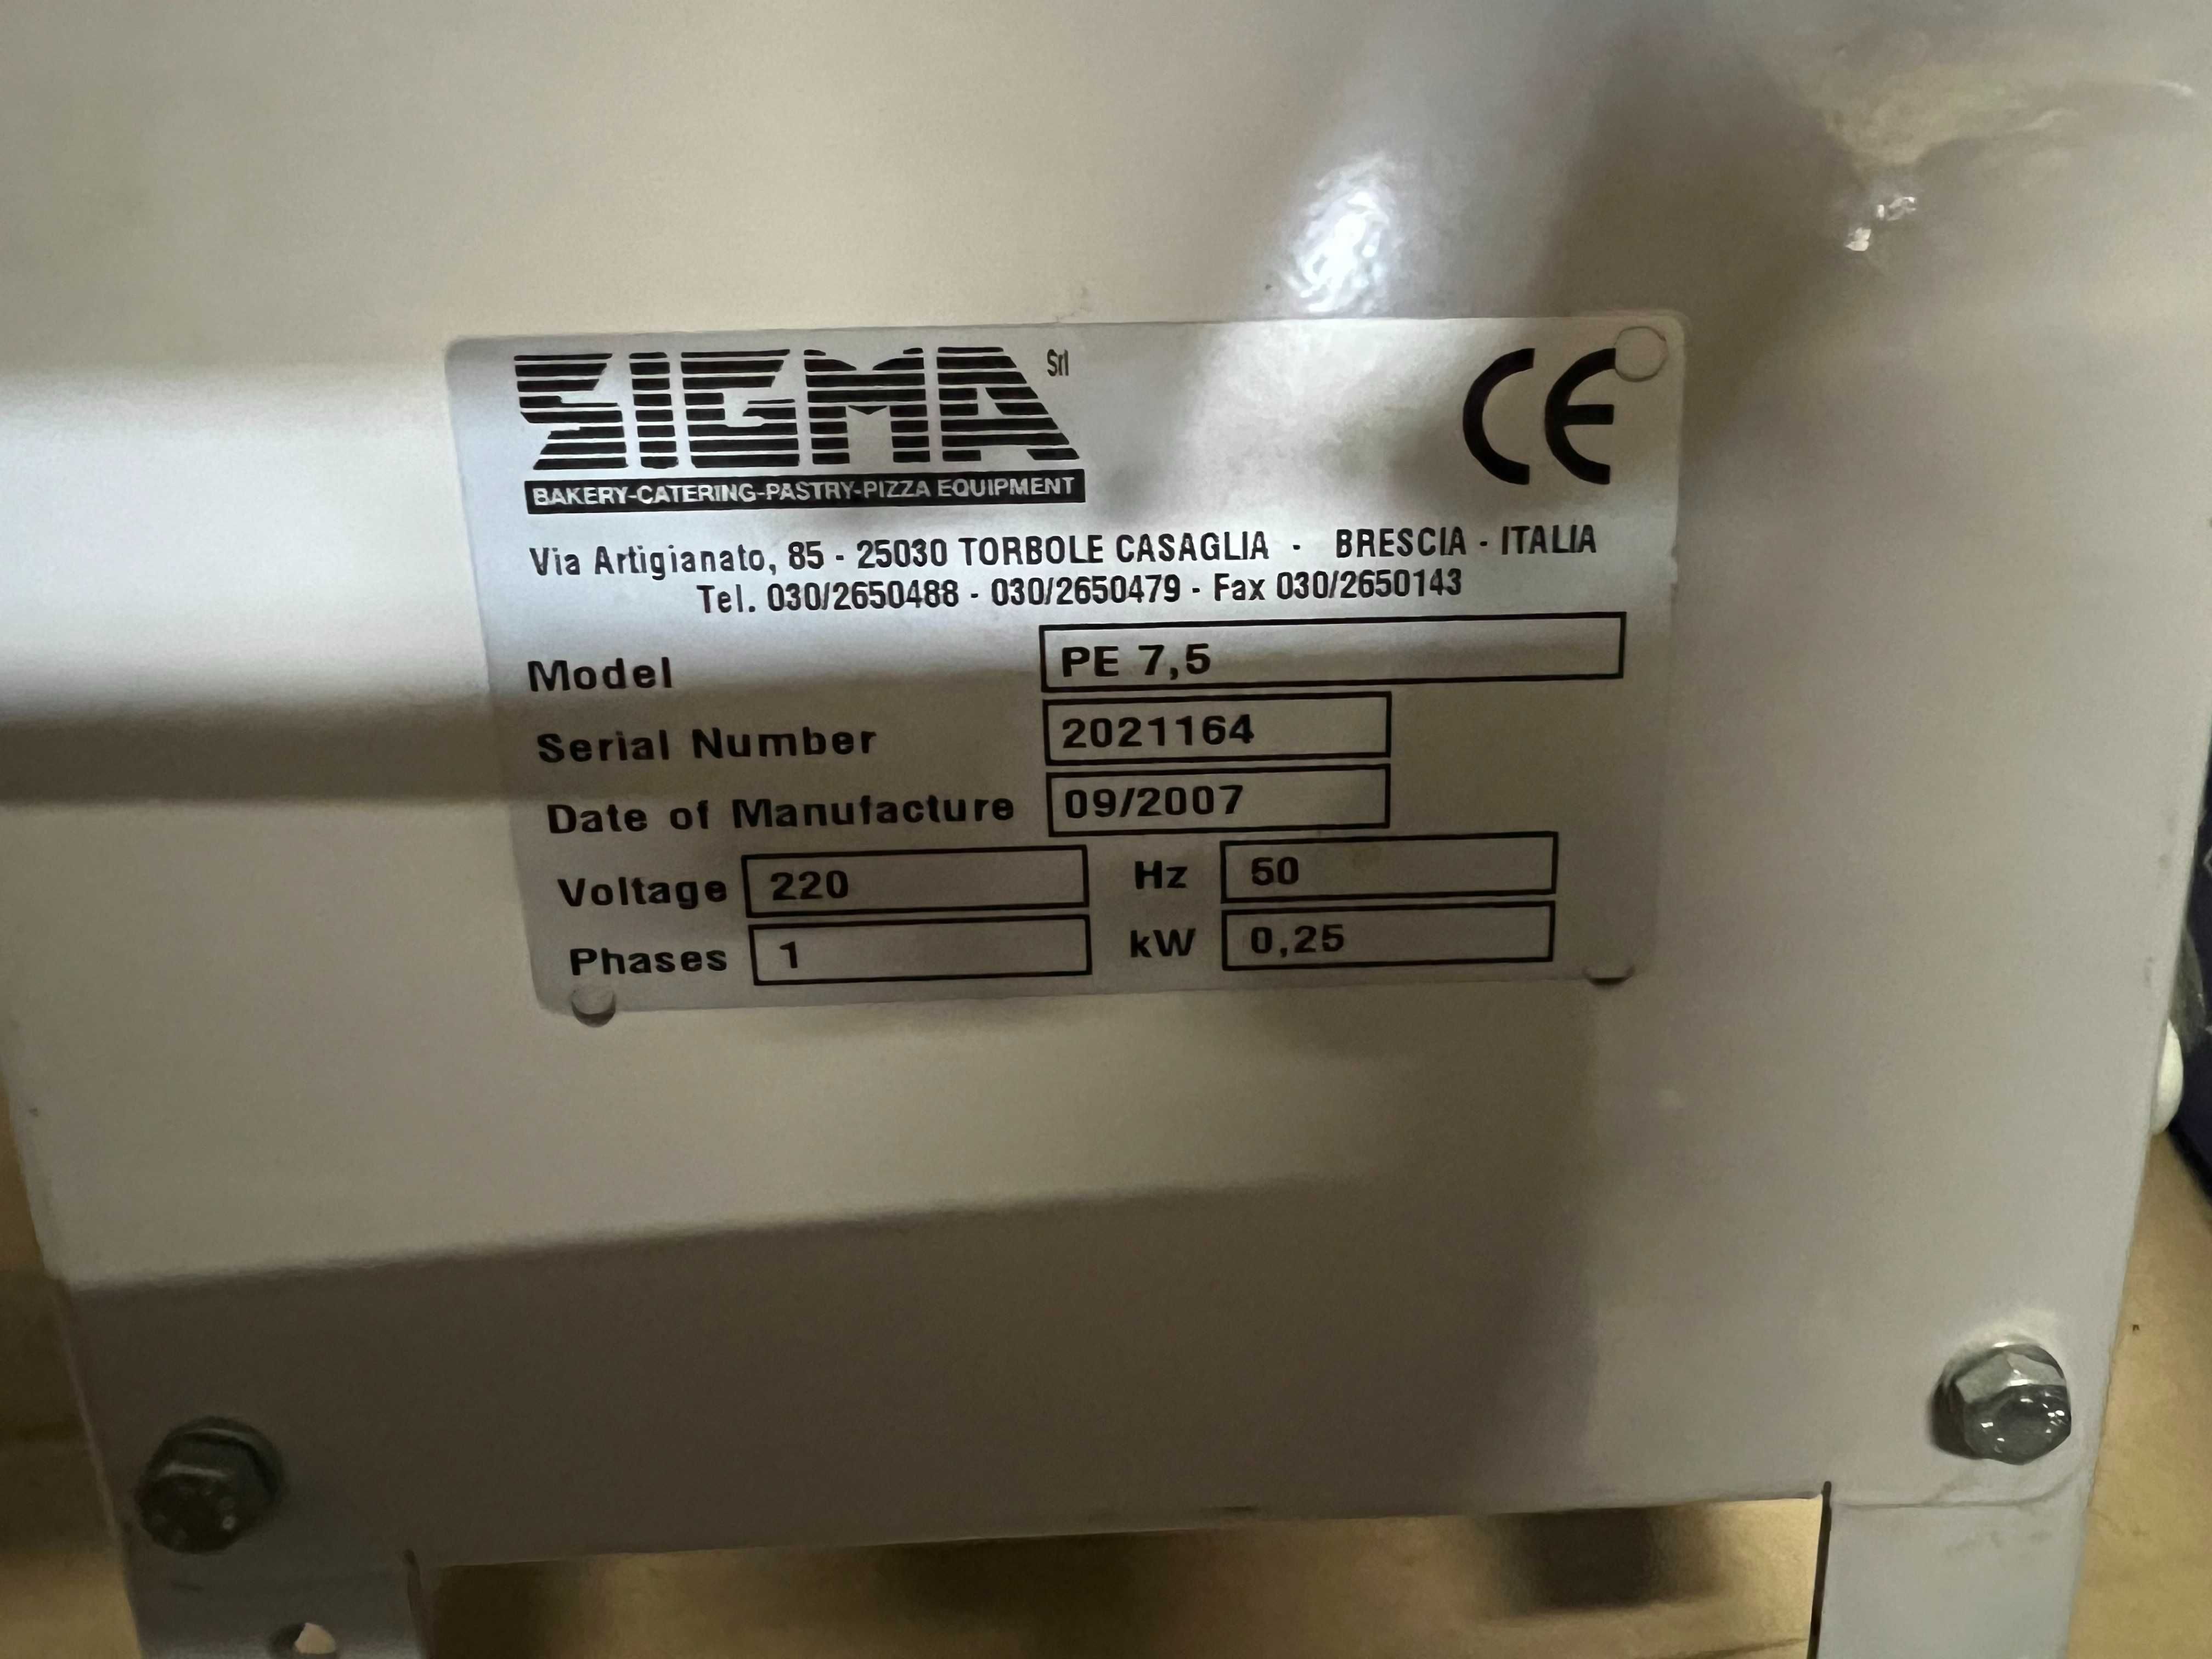 SIGMA Srl
CE
BAKERY-CATERING-PASTRY-PIZZA EQUIPMENT
Via Artigianato, 85 - 25030 TORBOLE CASAGLIA - BRESCIA - ITALIA
Tel. 030/2650488 - 030/2650479 - Fax 030/2650143
Model PE 7,5
Serial Number 2021164
Date of Manufacture 09/2007
Voltage 220 Hz 50
Phases 1 kW 0,25